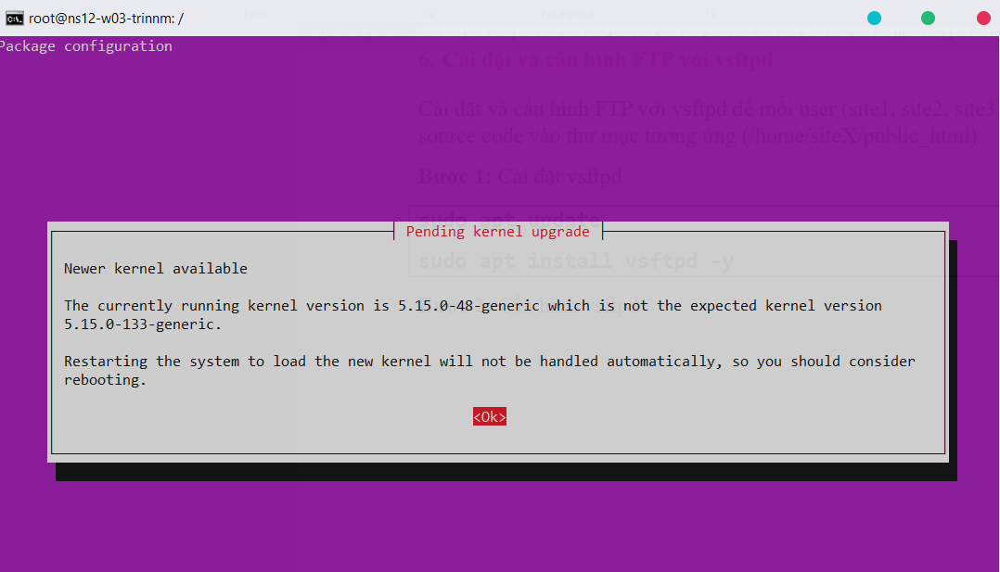 root@ns12-w03-trinnm: /
Package configuration
6. Cài đặt và cấu hình FTP với vsftpd
Cài đặt và cấu hình FTP với vsftpd để mỗi user (site1, site2, site3
source code vào thư mục tương ứng (/home/siteX/public_html)
Bước 1: Cài đặt vsftpd
sudo apt update
Pending kernel upgrade
sudo apt install vsftpd -y
Newer kernel available
The currently running kernel version is 5.15.0-48-generic which is not the expected kernel version
5.15.0-133-generic.
Restarting the system to load the new kernel will not be handled automatically, so you should consider
rebooting.
<Ok>